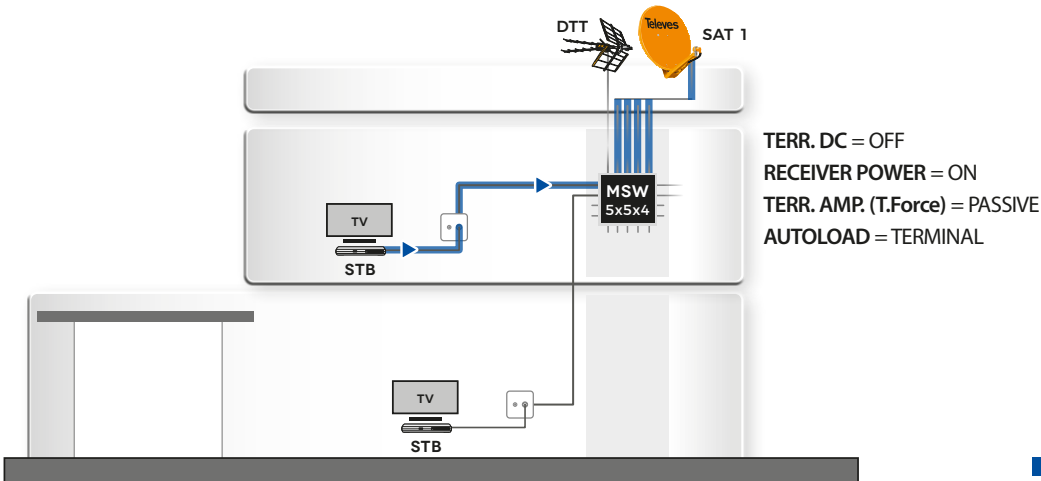 DTT
Televes
SAT 1
TERR. DC = OFF
RECEIVER POWER = ON
TERR. AMP. (T.Force) = PASSIVE
AUTOLOAD = TERMINAL
MSW
5x5x4
TV
STB
TV
STB